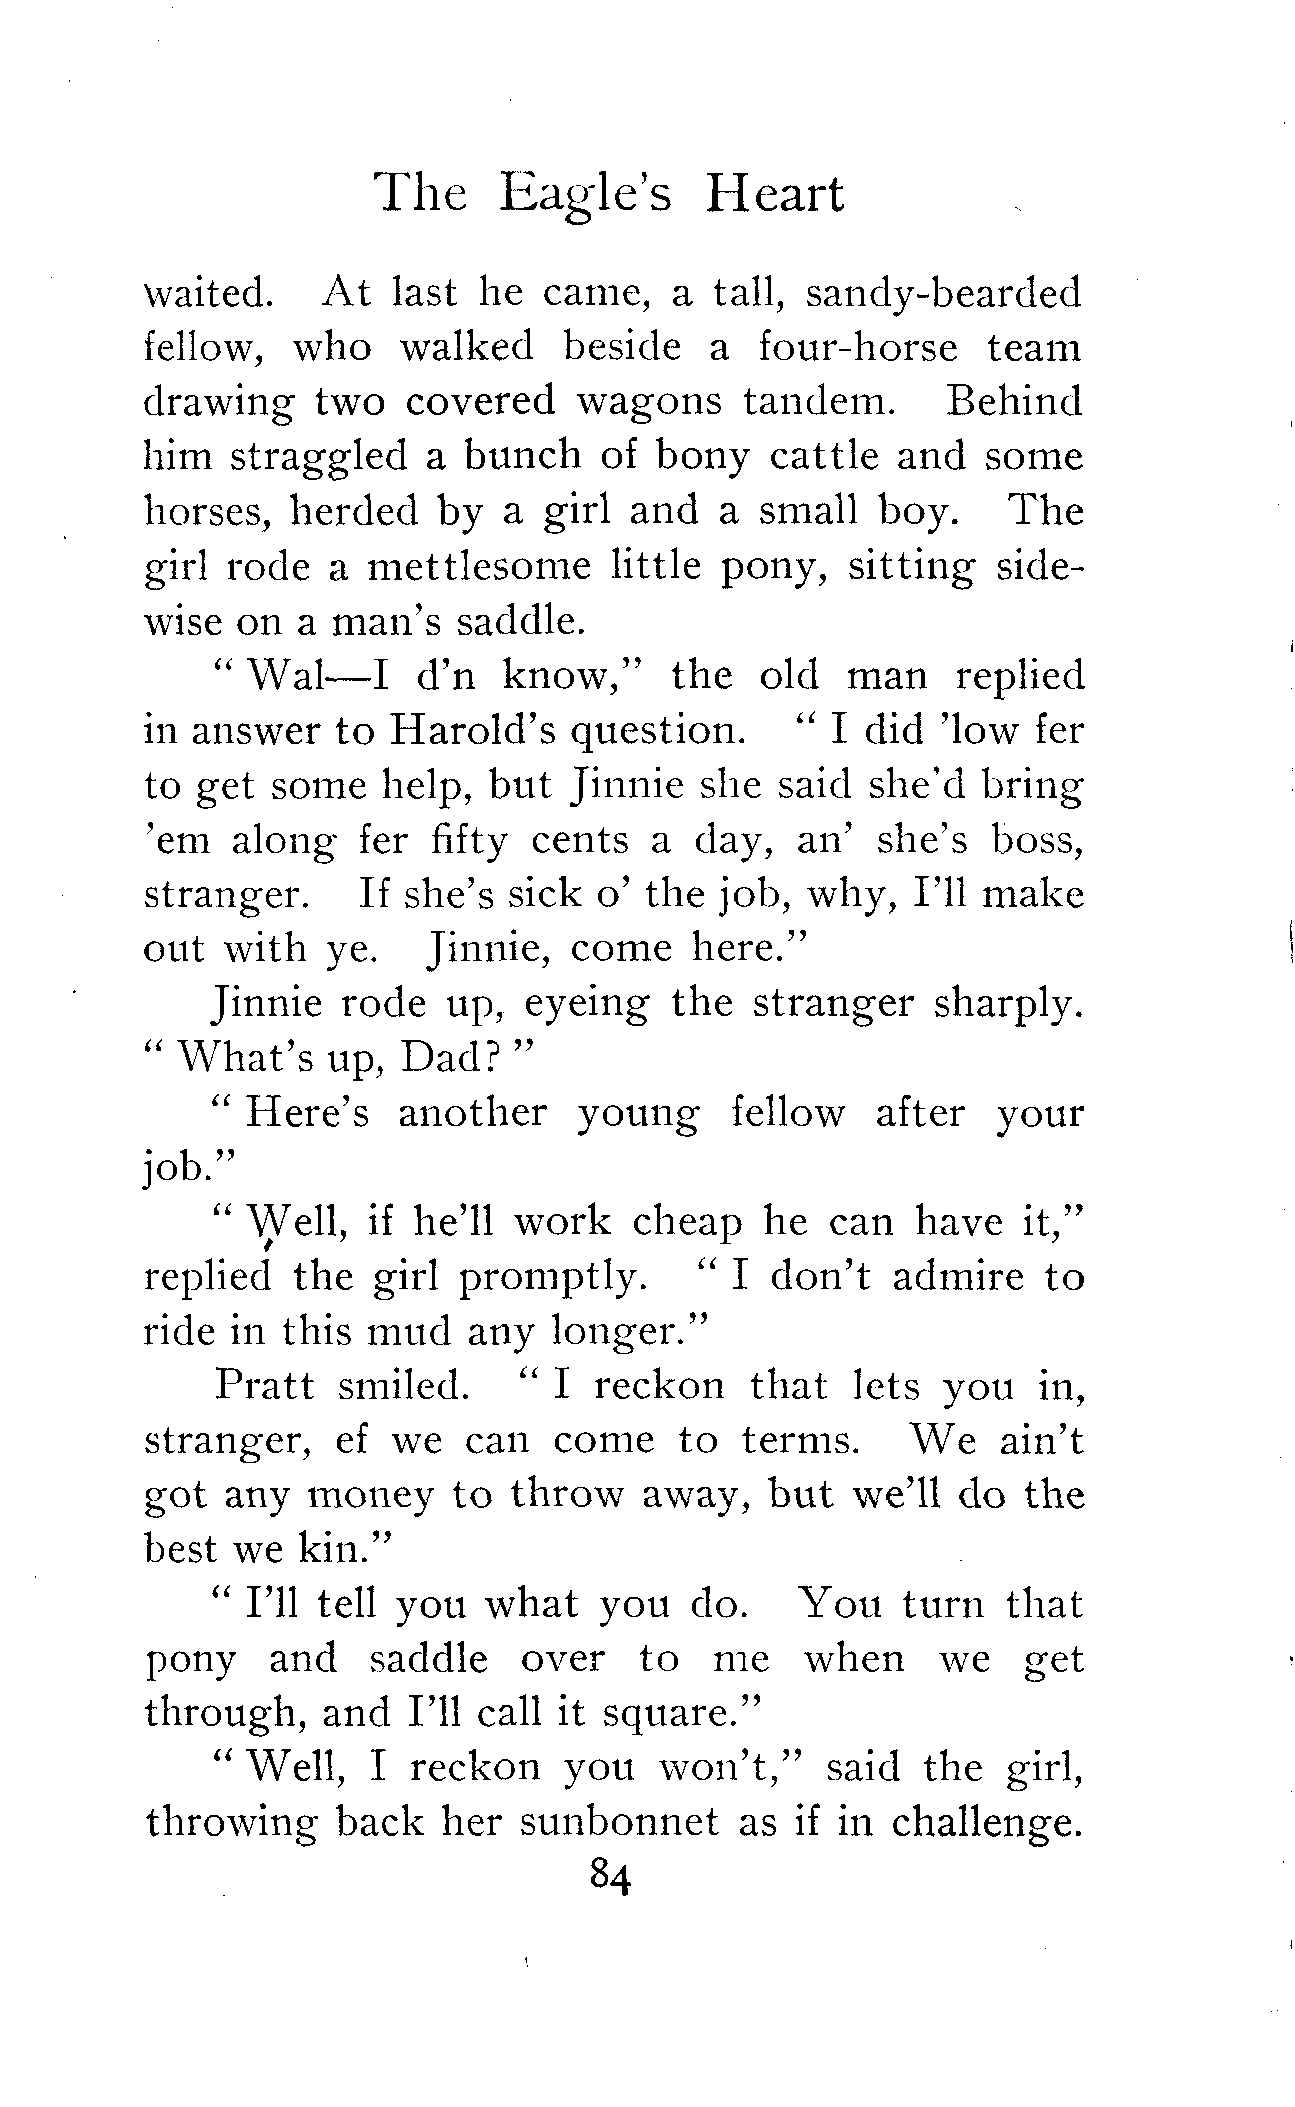 The Eagle's Heart
waited. At last he came, a tall, sandy-bearded
fellow, who walked beside a four-horse team
drawing two covered wagons tandem. Behind
him straggled a bunch of bony cattle and some
horses, herded by a girl and a small boy. The
girl rode a mettlesome little pony, sitting side-
wise on a man's saddle.
“ Wal—I d'n know,” the old man replied
in answer to Harold's question. “ I did 'low fer
to get some help, but Jinnie she said she'd bring
'em along fer fifty cents a day, an' she's boss,
stranger. If she's sick o' the job, why, I'll make
out with ye. Jinnie, come here.”
Jinnie rode up, eyeing the stranger sharply.
“ What's up, Dad? ”
“ Here's another young fellow after your
job.”
“ Well, if he'll work cheap he can have it,”
replied the girl promptly. “ I don't admire to
ride in this mud any longer.”
Pratt smiled. “ I reckon that lets you in,
stranger, ef we can come to terms. We ain't
got any money to throw away, but we'll do the
best we kin.”
“ I'll tell you what you do. You turn that
pony and saddle over to me when we get
through, and I'll call it square.”
“ Well, I reckon you won't,” said the girl,
throwing back her sunbonnet as if in challenge.
84